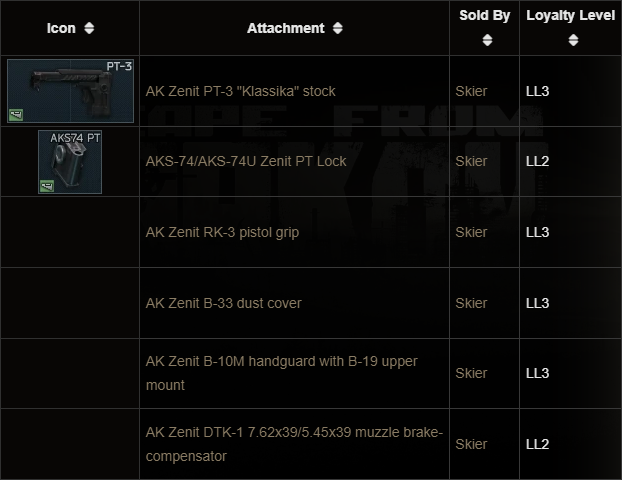 Icon Attachment Sold By Loyalty Level
PT-3
AK Zenit PT-3 "Klassika" stock Skier LL3
AKS74 PT
AKS-74/AKS-74U Zenit PT Lock Skier LL2
AK Zenit RK-3 pistol grip Skier LL3
AK Zenit B-33 dust cover Skier LL3
AK Zenit B-10M handguard with B-19 upper
mount Skier LL3
AK Zenit DTK-1 7.62x39/5.45x39 muzzle brake-
compensator Skier LL2